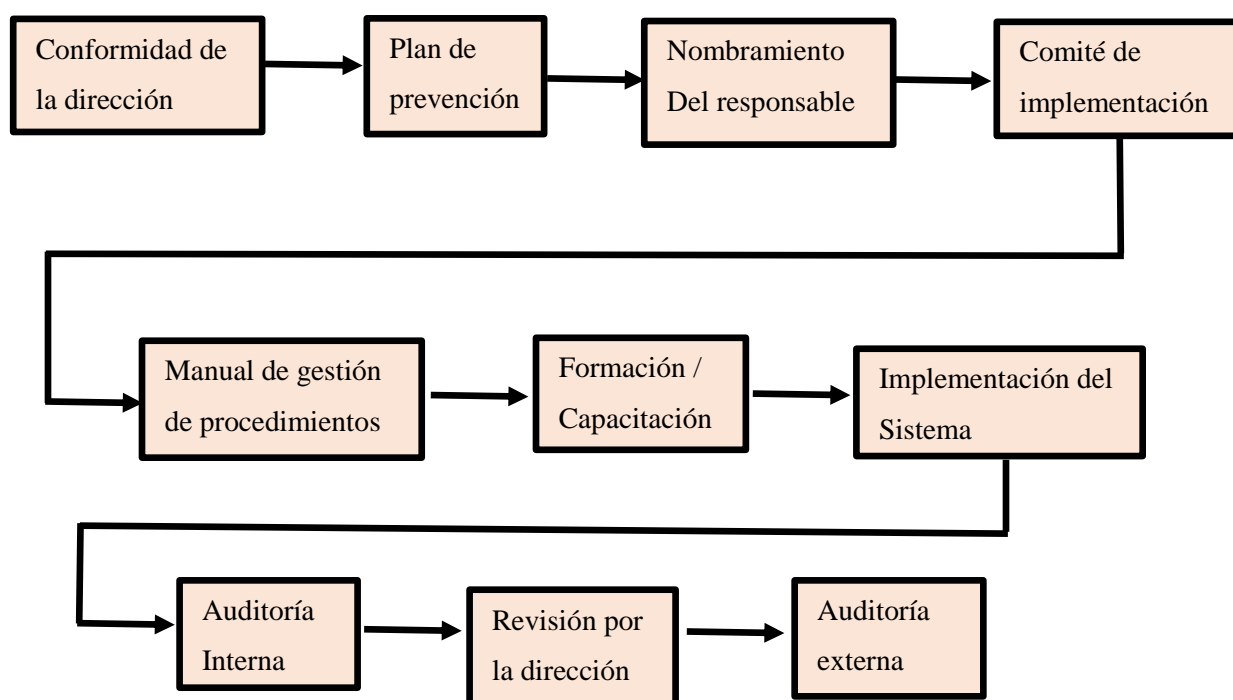 Conformidad de
la dirección
Plan de
prevención
Nombramiento
Del responsable
Comité de
implementación
Manual de gestión
de procedimientos
Formación /
Capacitación
Implementación del
Sistema
Auditoría
Interna
Revisión por
la dirección
Auditoría
externa